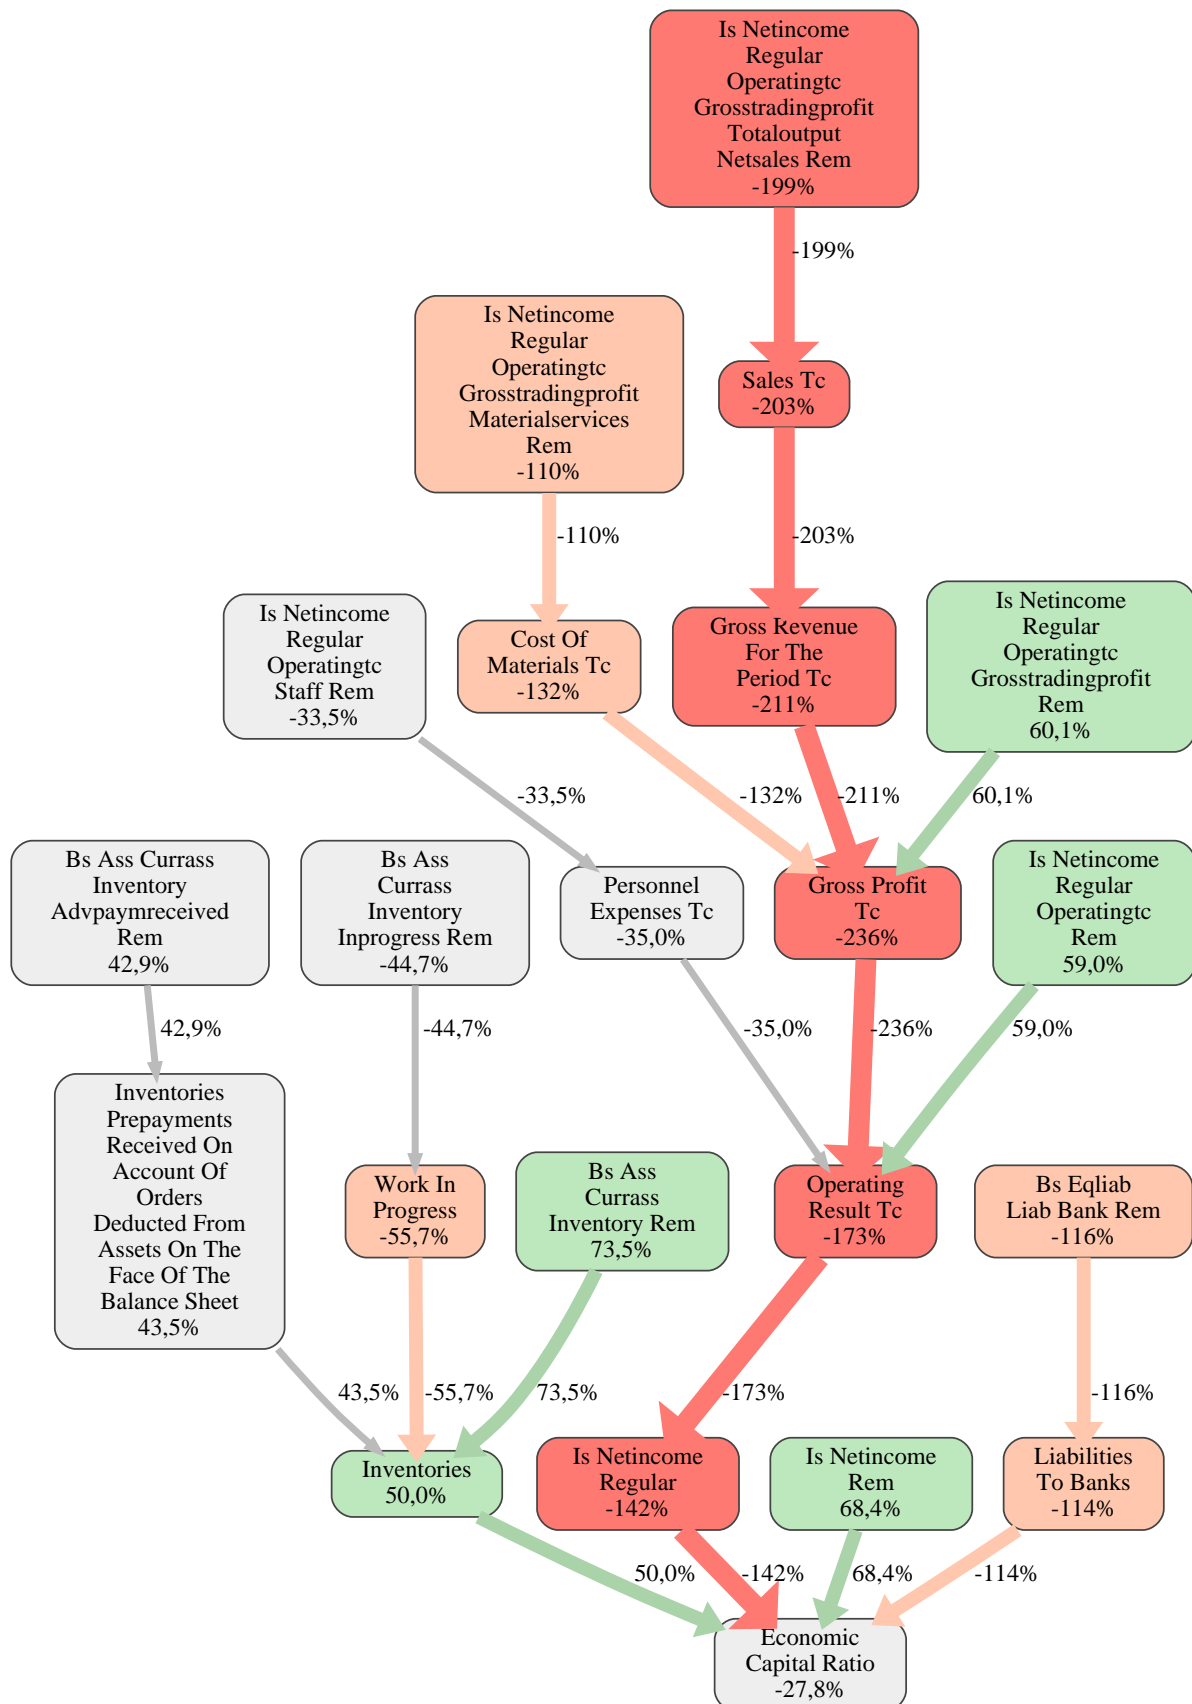 Is Netincome
Regular
Operatingtc
Grosstradingprofit
Totaloutput
Netsales Rem
-199%
-199%
Is Netincome
Regular
Operatingtc
Grosstradingprofit
Materialservices
Rem
-110%
Sales Tc
-203%
-110%
-203%
Is Netincome
Regular
Operatingtc
Staff Rem
-33,5%
Cost Of
Materials Tc
-132%
Gross Revenue
For The
Period Tc
-211%
Is Netincome
Regular
Operatingtc
Grosstradingprofit
Rem
60,1%
-33,5%
-132%
-211%
60,1%
Bs Ass Currass
Inventory
Advpaymreceived
Rem
42,9%
Bs Ass
Currass
Inventory
Inprogress Rem
-44,7%
Personnel
Expenses Tc
-35,0%
Gross Profit
Tc
-236%
Is Netincome
Regular
Operatingtc
Rem
59,0%
42,9%
-44,7%
-35,0%
-236%
59,0%
Inventories
Prepayments
Received On
Account Of
Orders
Deducted From
Assets On The
Face Of The
Balance Sheet
43,5%
Work In
Progress
-55,7%
Bs Ass
Currass
Inventory Rem
73,5%
Operating
Result Tc
-173%
Bs Eqliab
Liab Bank Rem
-116%
43,5%
-55,7%
73,5%
-173%
-116%
Inventories
50,0%
Is Netincome
Regular
-142%
Is Netincome
Rem
68,4%
Liabilities
To Banks
-114%
50,0%
-142%
68,4%
-114%
Economic
Capital Ratio
-27,8%